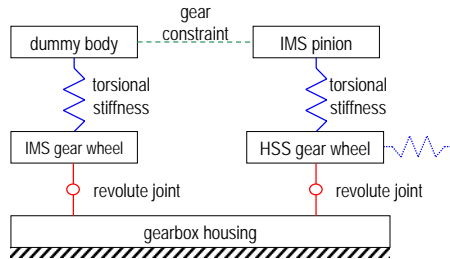 gear
constraint
dummy body
IMS pinion
torsional
stiffness
torsional
stiffness
IMS gear wheel
HSS gear wheel
revolute joint
revolute joint
gearbox housing